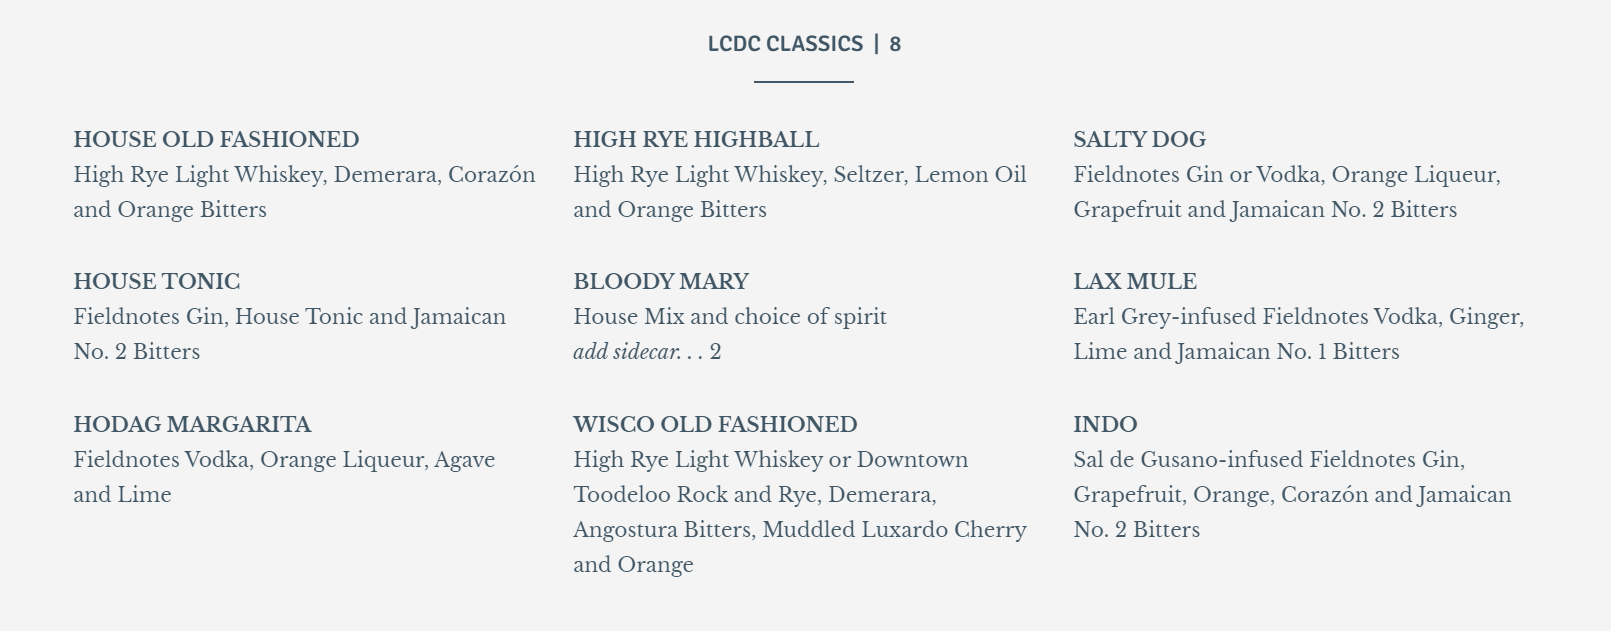 LCDC CLASSICS | 8
HOUSE OLD FASHIONED
High Rye Light Whiskey, Demerara, Corazón
and Orange Bitters
HOUSE TONIC
Fieldnotes Gin, House Tonic and Jamaican
No. 2 Bitters
HODAG MARGARITA
Fieldnotes Vodka, Orange Liqueur, Agave
and Lime
HIGH RYE HIGHBALL
High Rye Light Whiskey, Seltzer, Lemon Oil
and Orange Bitters
BLOODY MARY
House Mix and choice of spirit
add sidecar. . . 2
WISCO OLD FASHIONED
High Rye Light Whiskey or Downtown
Toodeloo Rock and Rye, Demerara,
Angostura Bitters, Muddled Luxardo Cherry
and Orange
SALTY DOG
Fieldnotes Gin or Vodka, Orange Liqueur,
Grapefruit and Jamaican No. 2 Bitters
LAX MULE
Earl Grey-infused Fieldnotes Vodka, Ginger,
Lime and Jamaican No. 1 Bitters
INDO
Sal de Gusano-infused Fieldnotes Gin,
Grapefruit, Orange, Corazón and Jamaican
No. 2 Bitters